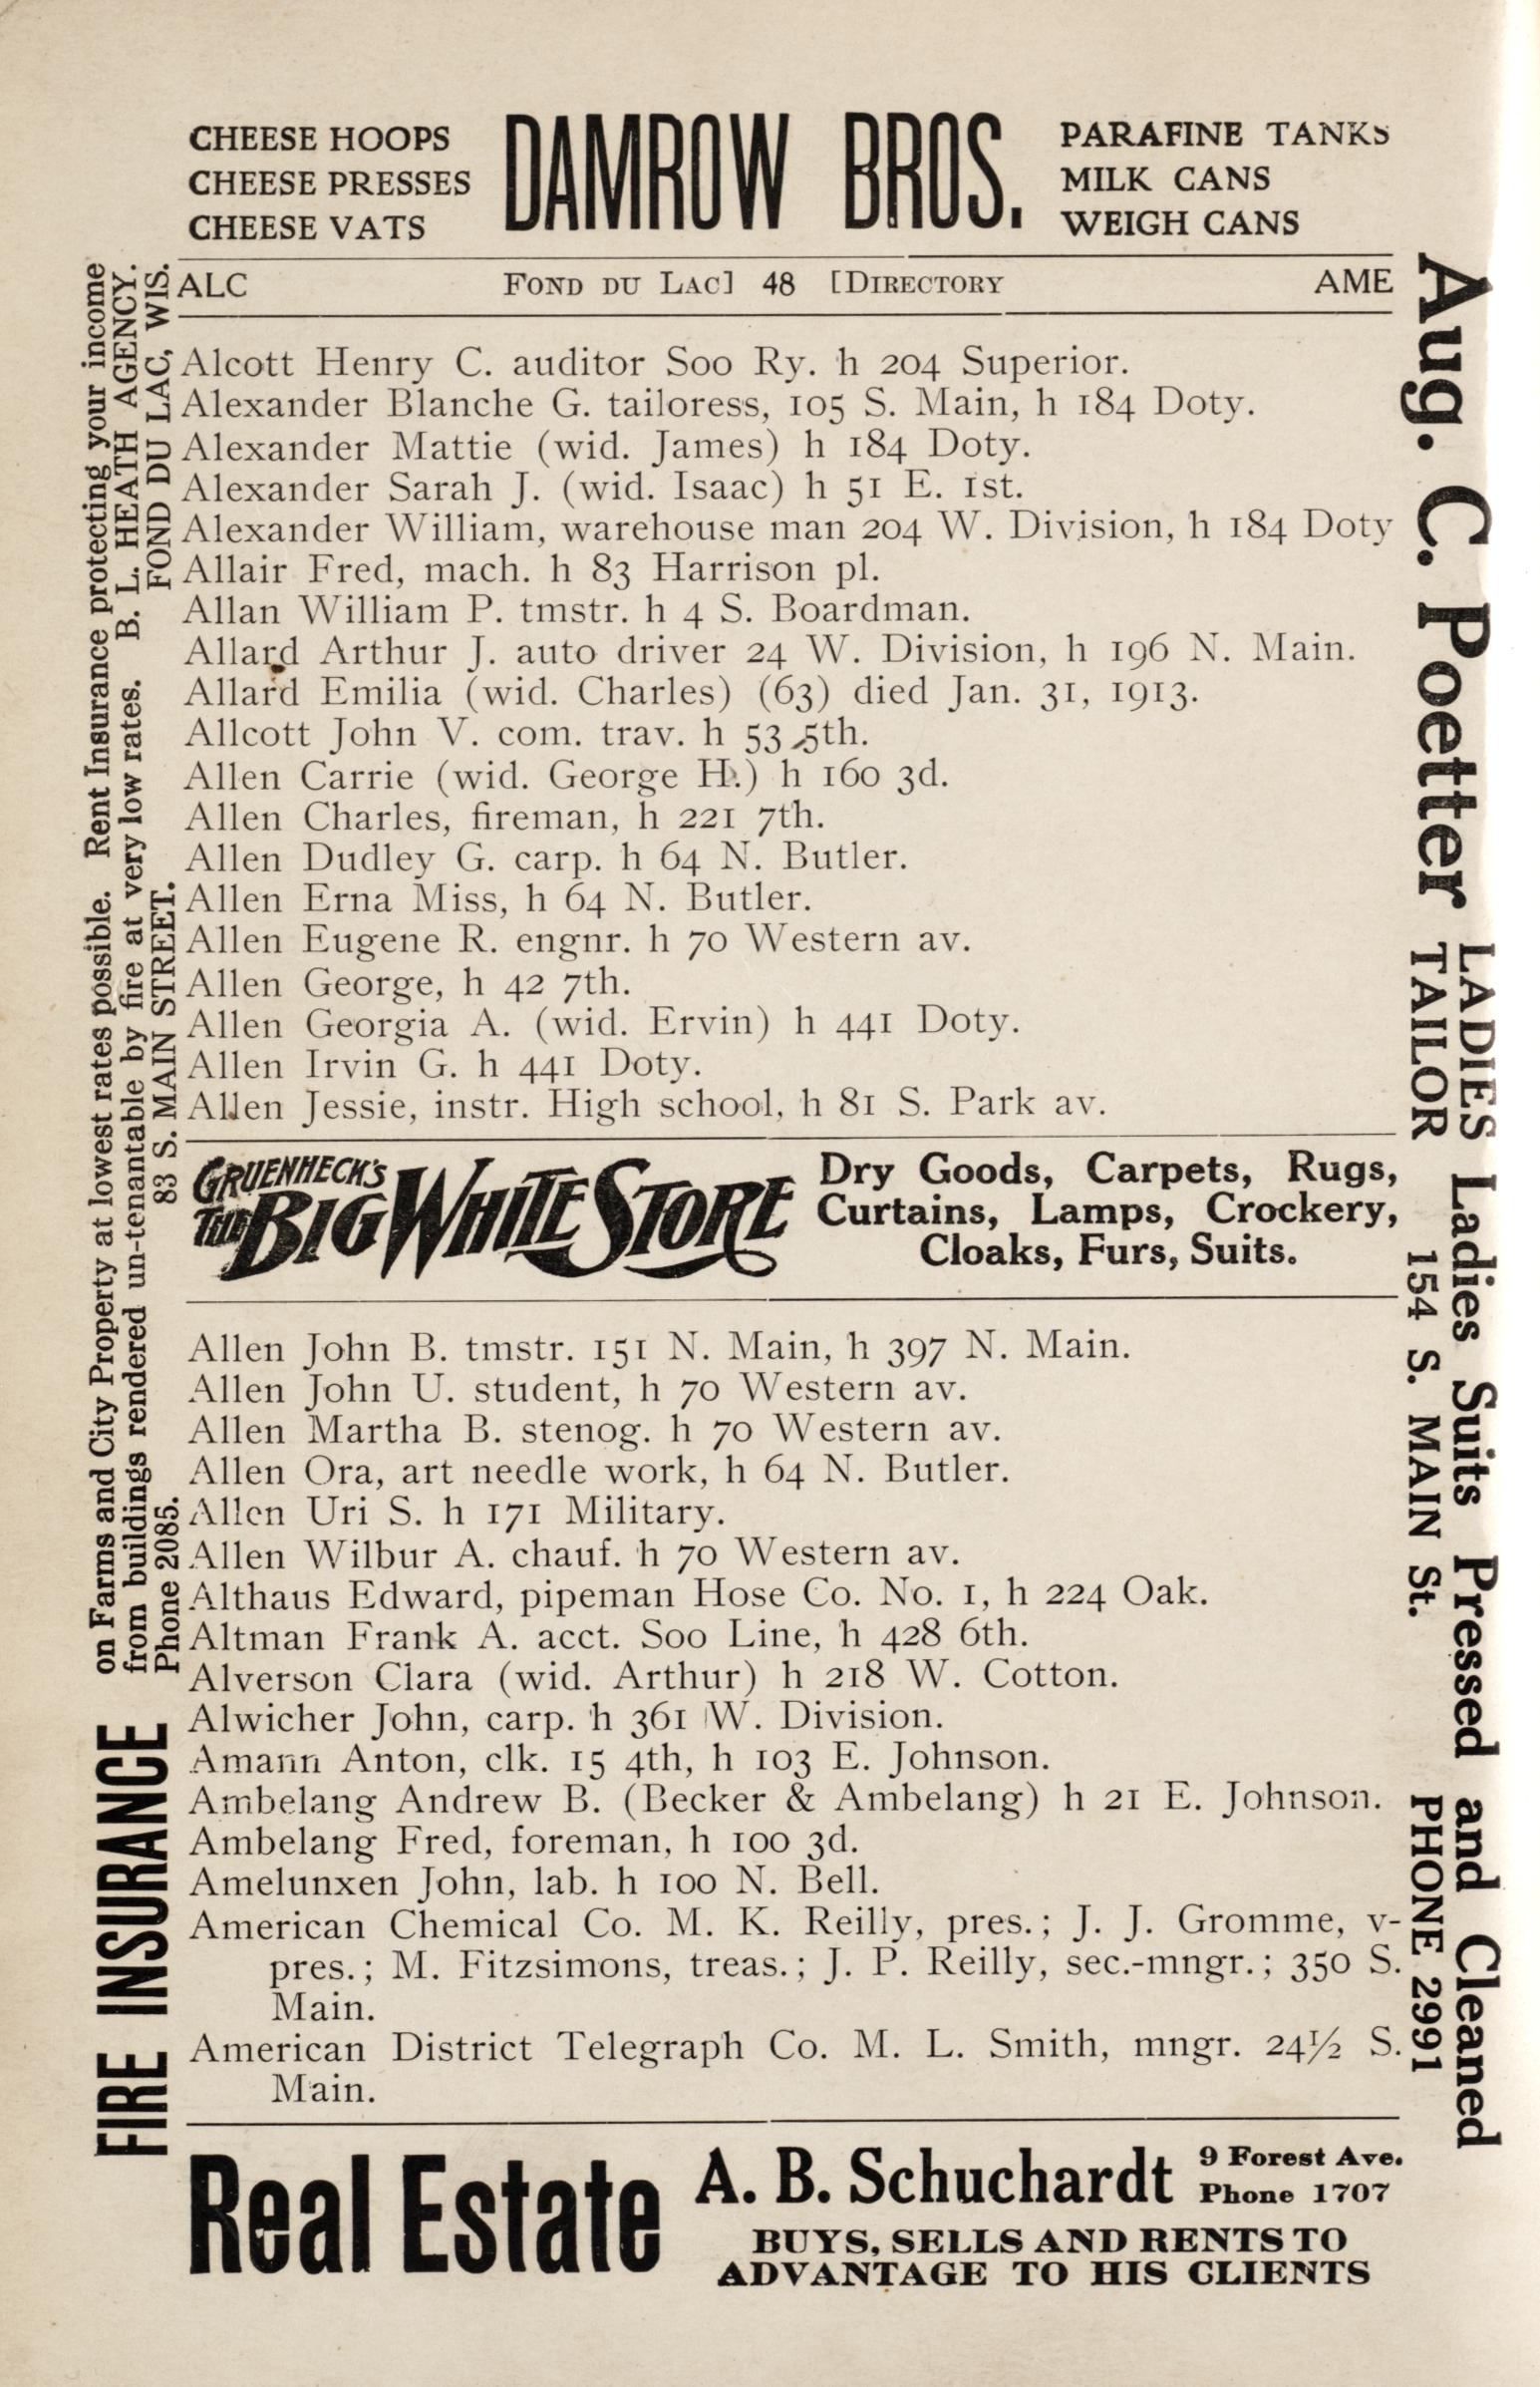 CHEESE HOOPS
CHEESE PRESSES
CHEESE VATS
DAMROW BROS.
PARAFINE TANKS
MILK CANS
WEIGH CANS
ALC FOND DU LAC] 48 [DIRECTORY AME
Alcott Henry C. auditor Soo Ry. h 204 Superior.
Alexander Blanche G. tailoress, 105 S. Main, h 184 Doty.
Alexander Mattie (wid. James) h 184 Doty.
Alexander Sarah J. (wid. Isaac) h 51 E. 1st.
Alexander William, warehouse man 204 W. Division, h 184 Doty
Allair Fred, mach. h 83 Harrison pl.
Allan William P. tmstr. h 4 S. Boardman.
Allard Arthur J. auto driver 24 W. Division, h 196 N. Main.
Allard Emilia (wid. Charles) (63) died Jan. 31, 1913.
Allcott John V. com. trav. h 53 5th.
Allen Carrie (wid. George H.) h 160 3d.
Allen Charles, fireman, h 221 7th.
Allen Dudley G. carp. h 64 N. Butler.
Allen Erna Miss, h 64 N. Butler.
Allen Eugene R. engnr. h 70 Western av.
Allen George, h 42 7th.
Allen Georgia A. (wid. Ervin) h 441 Doty.
Allen Irvin G. h 441 Doty.
Allen Jessie, instr. High school, h 81 S. Park av.
GRUENHECK'S
THE BIG WHITE STORE
Dry Goods, Carpets, Rugs,
Curtains, Lamps, Crockery,
Cloaks, Furs, Suits.
Allen John B. tmstr. 151 N. Main, h 397 N. Main.
Allen John U. student, h 70 Western av.
Allen Martha B. stenog. h 70 Western av.
Allen Ora, art needle work, h 64 N. Butler.
Allen Uri S. h 171 Military.
Allen Wilbur A. chauf. h 70 Western av.
Althaus Edward, pipeman Hose Co. No. 1, h 224 Oak.
Altman Frank A. acct. Soo Line, h 428 6th.
Alverson Clara (wid. Arthur) h 218 W. Cotton.
Alwicher John, carp. h 361 W. Division.
Amann Anton, clk. 15 4th, h 103 E. Johnson.
Ambelang Andrew B. (Becker & Ambelang) h 21 E. Johnson.
Ambelang Fred, foreman, h 100 3d.
Amelunxen John, lab. h 100 N. Bell.
American Chemical Co. M. K. Reilly, pres.; J. J. Gromme, v-
pres.; M. Fitzsimons, treas.; J. P. Reilly, sec.-mngr.; 350 S.
Main.
American District Telegraph Co. M. L. Smith, mngr. 24½ S.
Main.
Real Estate
A. B. Schuchardt
9 Forest Ave.
Phone 1707
BUYS, SELLS AND RENTS TO
ADVANTAGE TO HIS CLIENTS
FIRE INSURANCE
on Farms and City Property at lowest rates possible. Rent Insurance protecting your income
from buildings rendered un-tenantable by fire at very low rates. B. L. HEATH AGENCY.
Phone 2085. 83 S. MAIN STREET. FOND DU LAC, WIS.
Aug. C. Poetter
LADIES
TAILOR
Ladies Suits Pressed and Cleaned
154 S. MAIN St. PHONE 2991